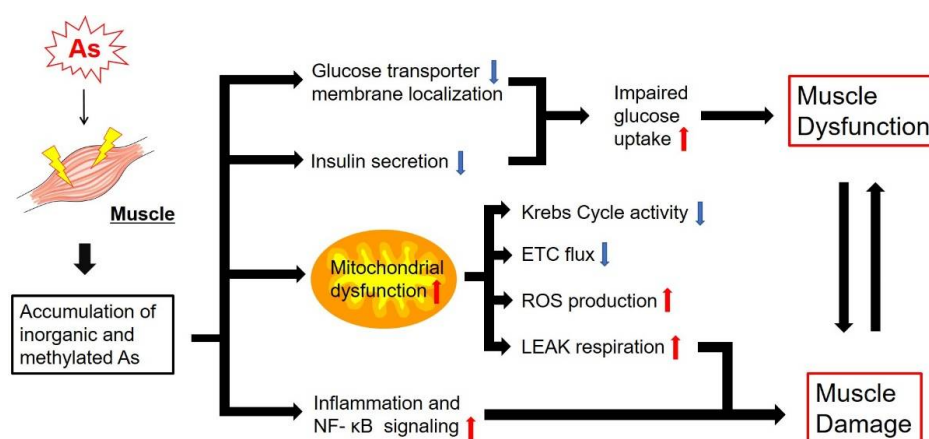 As
Muscle
Accumulation of
inorganic and
methylated As
Glucose transporter
membrane localization
Insulin secretion
Impaired
glucose
uptake
Muscle
Dysfunction
Mitochondrial
dysfunction
Krebs Cycle activity
ETC flux
ROS production
LEAK respiration
Inflammation and
NF- κB signaling
Muscle
Damage